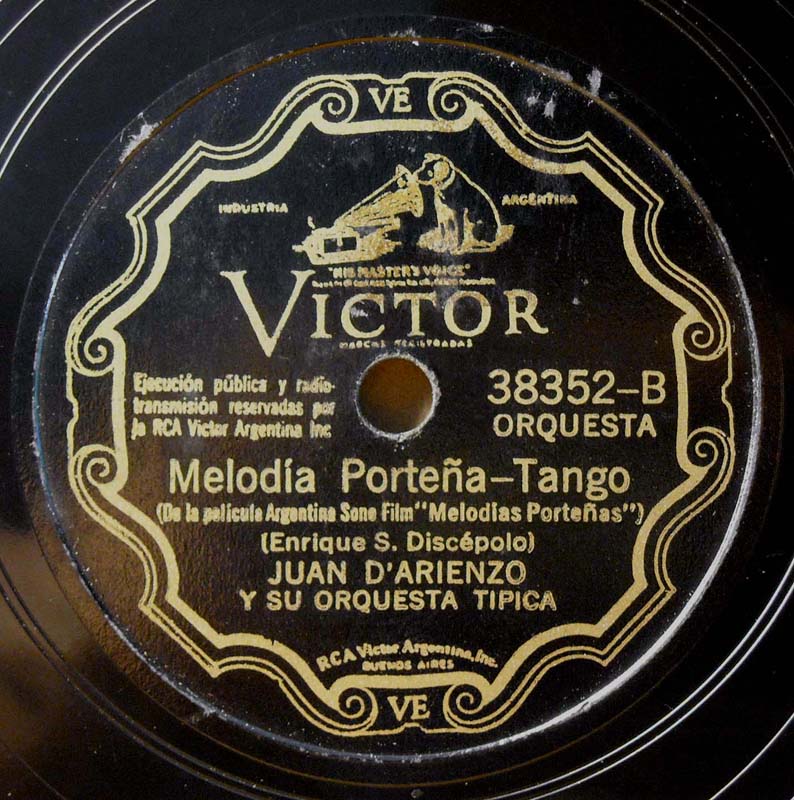 VE
INDUSTRIA ARGENTINA
"HIS MASTER'S VOICE"
VICTOR
MARCAS REGISTRADAS
Ejecución pública y radio-
transmisión reservadas por
la RCA Victor Argentina Inc
38352-B
ORQUESTA
Melodía Porteña-Tango
(De la película Argentina Sono Film "Melodías Porteñas")
(Enrique S. Discépolo)
JUAN D'ARIENZO
Y SU ORQUESTA TIPICA
RCA Victor Argentina, Inc.
BUENOS AIRES
VE